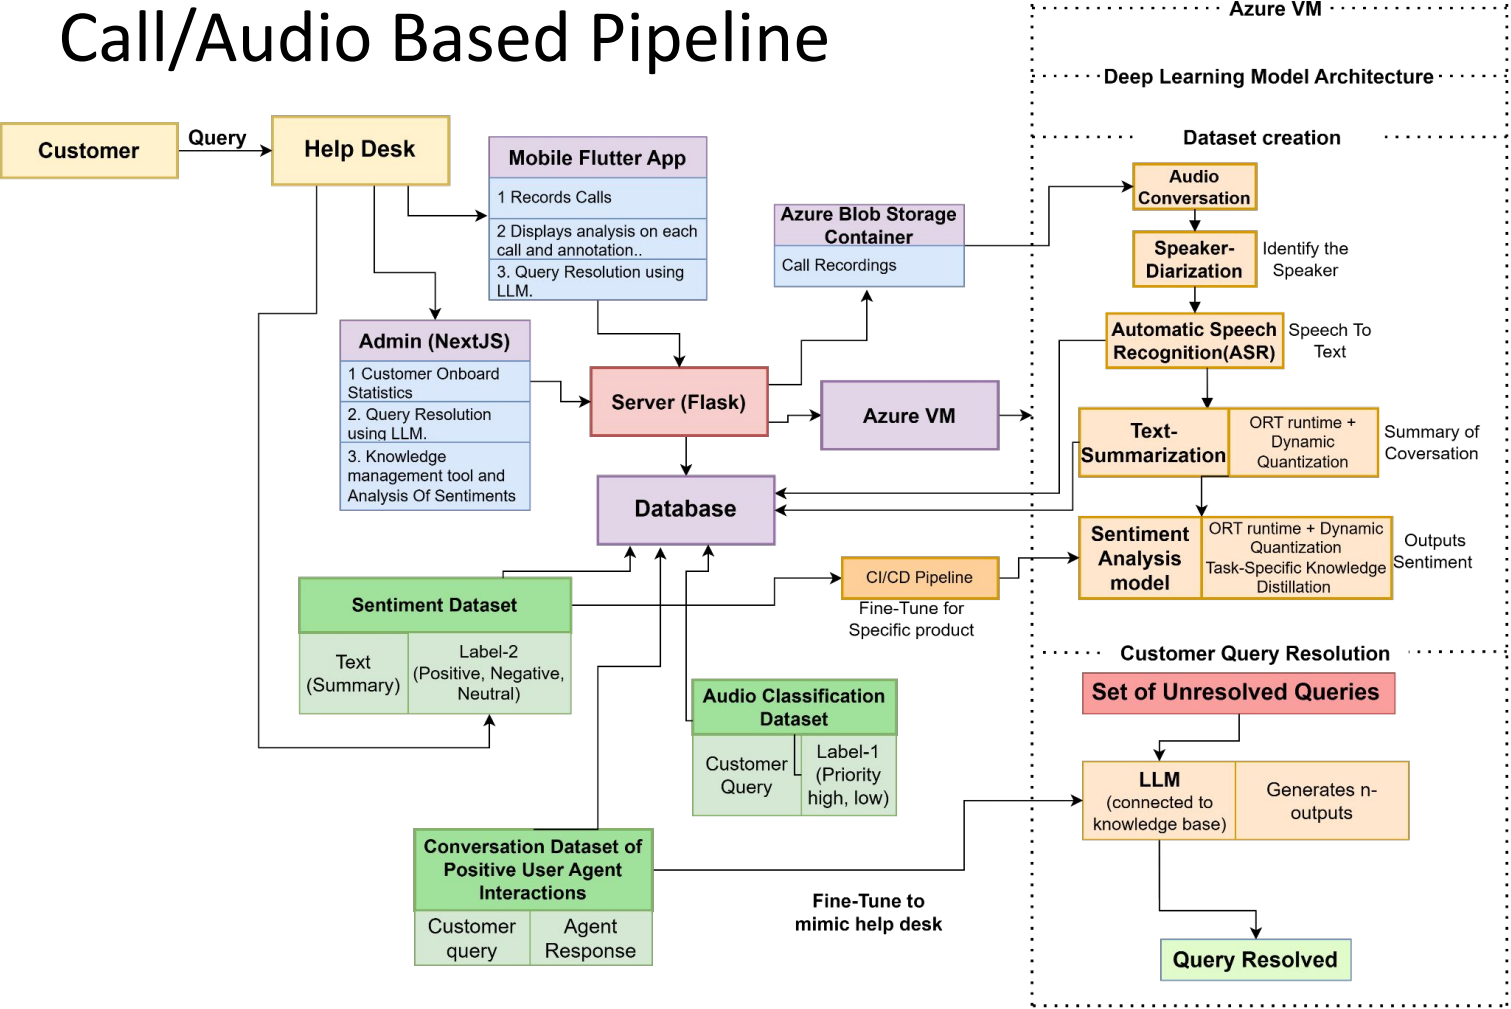 Call/Audio Based Pipeline
Azure VM
Deep Learning Model Architecture
Dataset creation
Customer
Query
Help Desk
Mobile Flutter App
1 Records Calls
2 Displays analysis on each
call and annotation..
3. Query Resolution using
LLM.
Azure Blob Storage
Container
Call Recordings
Audio
Conversation
Speaker-
Diarization
Identify the
Speaker
Automatic Speech
Recognition(ASR)
Speech To
Text
Admin (NextJS)
1 Customer Onboard
Statistics
2. Query Resolution
using LLM.
3. Knowledge
management tool and
Analysis Of Sentiments
Server (Flask)
Azure VM
Text-
Summarization
ORT runtime +
Dynamic
Quantization
Summary of
Coversation
Database
Sentiment
Analysis
model
ORT runtime + Dynamic
Quantization
Task-Specific Knowledge
Distillation
Outputs
Sentiment
CI/CD Pipeline
Fine-Tune for
Specific product
Sentiment Dataset
Text
(Summary)
Label-2
(Positive, Negative,
Neutral)
Customer Query Resolution
Set of Unresolved Queries
Audio Classification
Dataset
Customer
Query
Label-1
(Priority
high, low)
LLM
(connected to
knowledge base)
Generates n-
outputs
Conversation Dataset of
Positive User Agent
Interactions
Customer
query
Agent
Response
Fine-Tune to
mimic help desk
Query Resolved